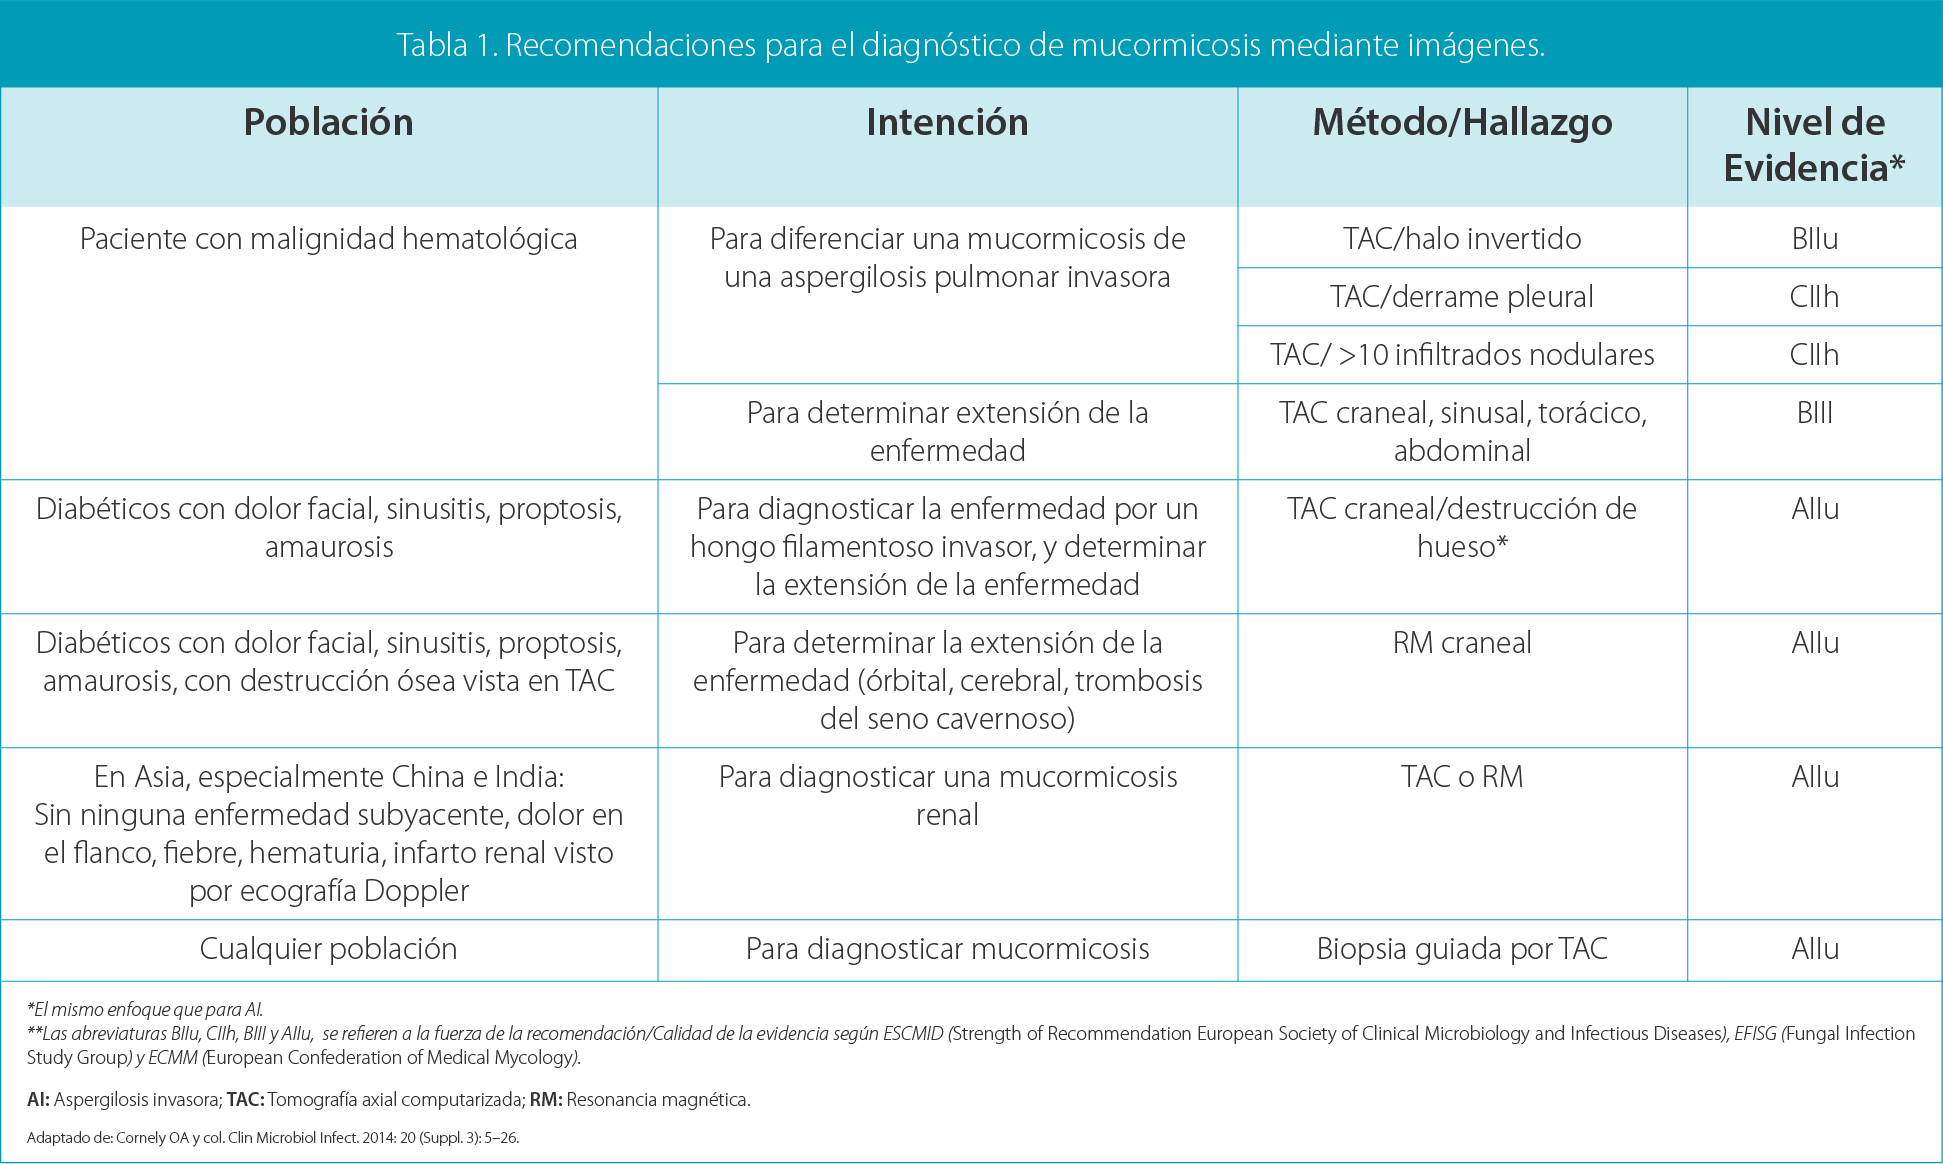 Tabla 1. Recomendaciones para el diagnóstico de mucormicosis mediante imágenes.
Población
Intención
Método/Hallazgo
Nivel de
Evidencia*
Paciente con malignidad hematológica
Para diferenciar una mucormicosis de
una aspergilosis pulmonar invasora
TAC/halo invertido
BIIu
TAC/derrame pleural
CIIh
TAC/ >10 infiltrados nodulares
CIIh
Para determinar extensión de la
enfermedad
TAC craneal, sinusal, torácico,
abdominal
BIII
Diabéticos con dolor facial, sinusitis, proptosis,
amaurosis
Para diagnosticar la enfermedad por un
hongo filamentoso invasor, y determinar
la extensión de la enfermedad
TAC craneal/destrucción de
hueso*
AIIu
Diabéticos con dolor facial, sinusitis, proptosis,
amaurosis, con destrucción ósea vista en TAC
Para determinar la extensión de la
enfermedad (órbital, cerebral, trombosis
del seno cavernoso)
RM craneal
AIIu
En Asia, especialmente China e India:
Sin ninguna enfermedad subyacente, dolor en
el flanco, fiebre, hematuria, infarto renal visto
por ecografía Doppler
Para diagnosticar una mucormicosis
renal
TAC o RM
AIIu
Cualquier población
Para diagnosticar mucormicosis
Biopsia guiada por TAC
AIIu
*El mismo enfoque que para AI.
**Las abreviaturas BIIu, CIIh, BIII y AIIu, se refieren a la fuerza de la recomendación/Calidad de la evidencia según ESCMID (Strength of Recommendation European Society of Clinical Microbiology and Infectious Diseases), EFISG (Fungal Infection
Study Group) y ECMM (European Confederation of Medical Mycology).
AI: Aspergilosis invasora; TAC: Tomografía axial computarizada; RM: Resonancia magnética.
Adaptado de: Cornely OA y col. Clin Microbiol Infect. 2014: 20 (Suppl. 3): 5–26.